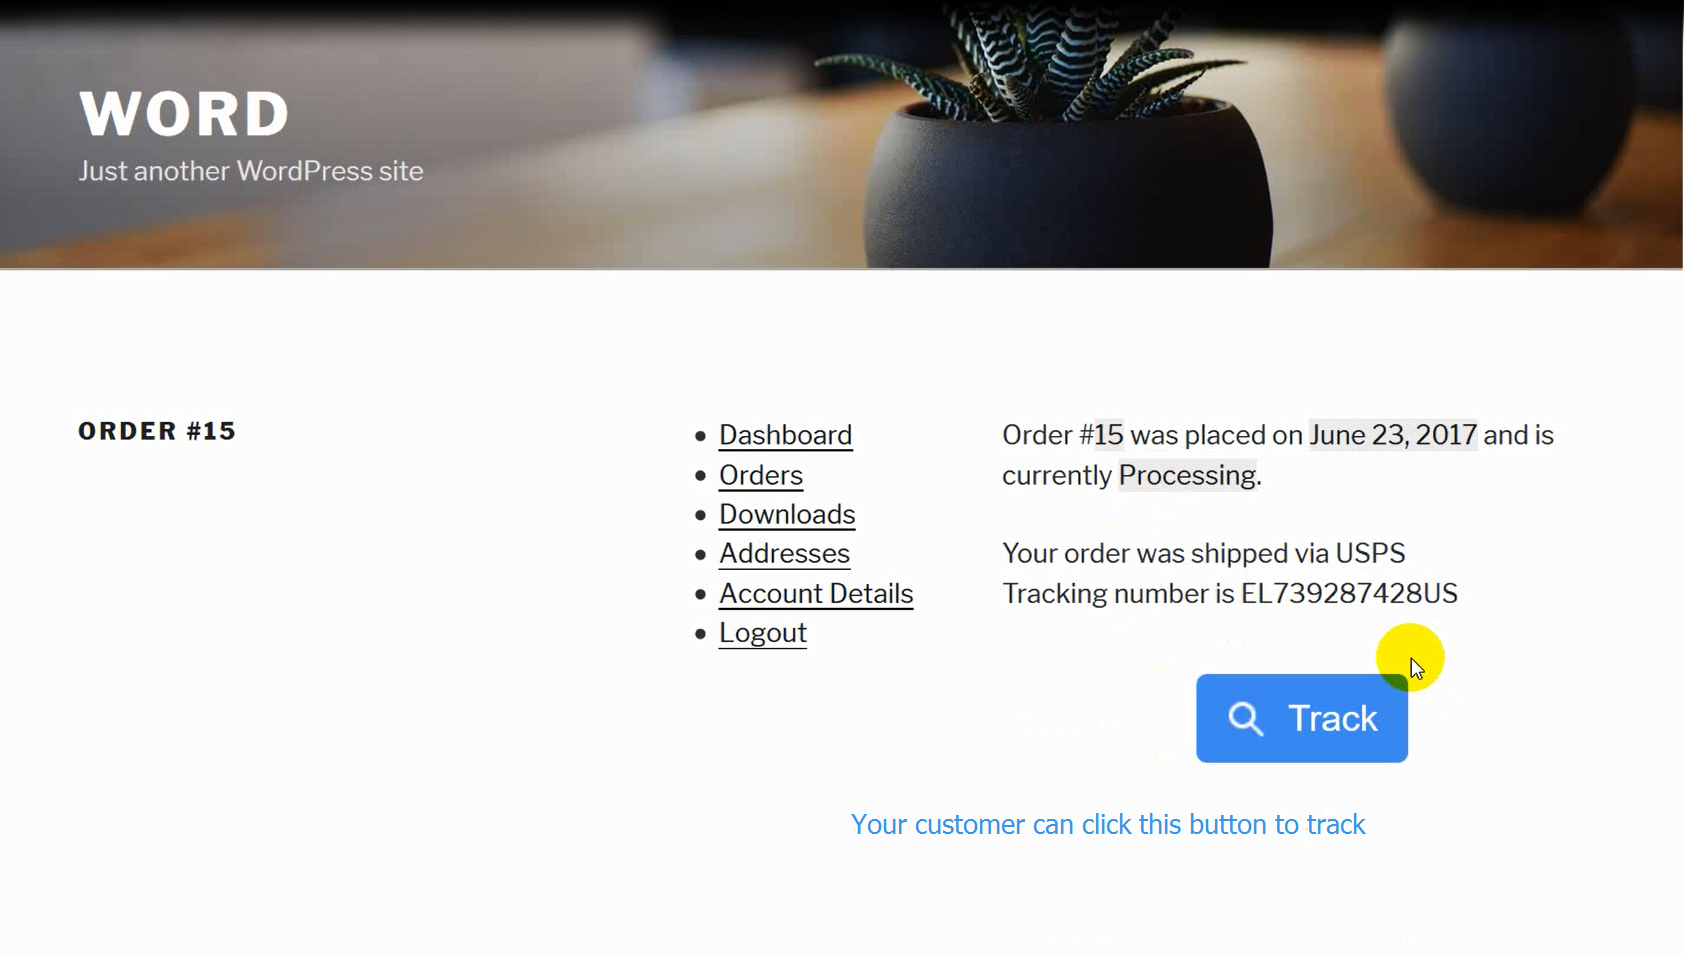 WORD
Just another WordPress site
ORDER #15
Dashboard
Orders
Downloads
Addresses
Account Details
Logout
Order #15 was placed on June 23, 2017 and is
currently Processing.
Your order was shipped via USPS
Tracking number is EL739287428US
Track
Your customer can click this button to track